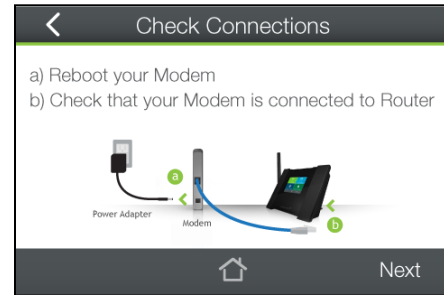 Check Connections
a) Reboot your Modem
b) Check that your Modem is connected to Router
a
Power Adapter
Modem
b
Next